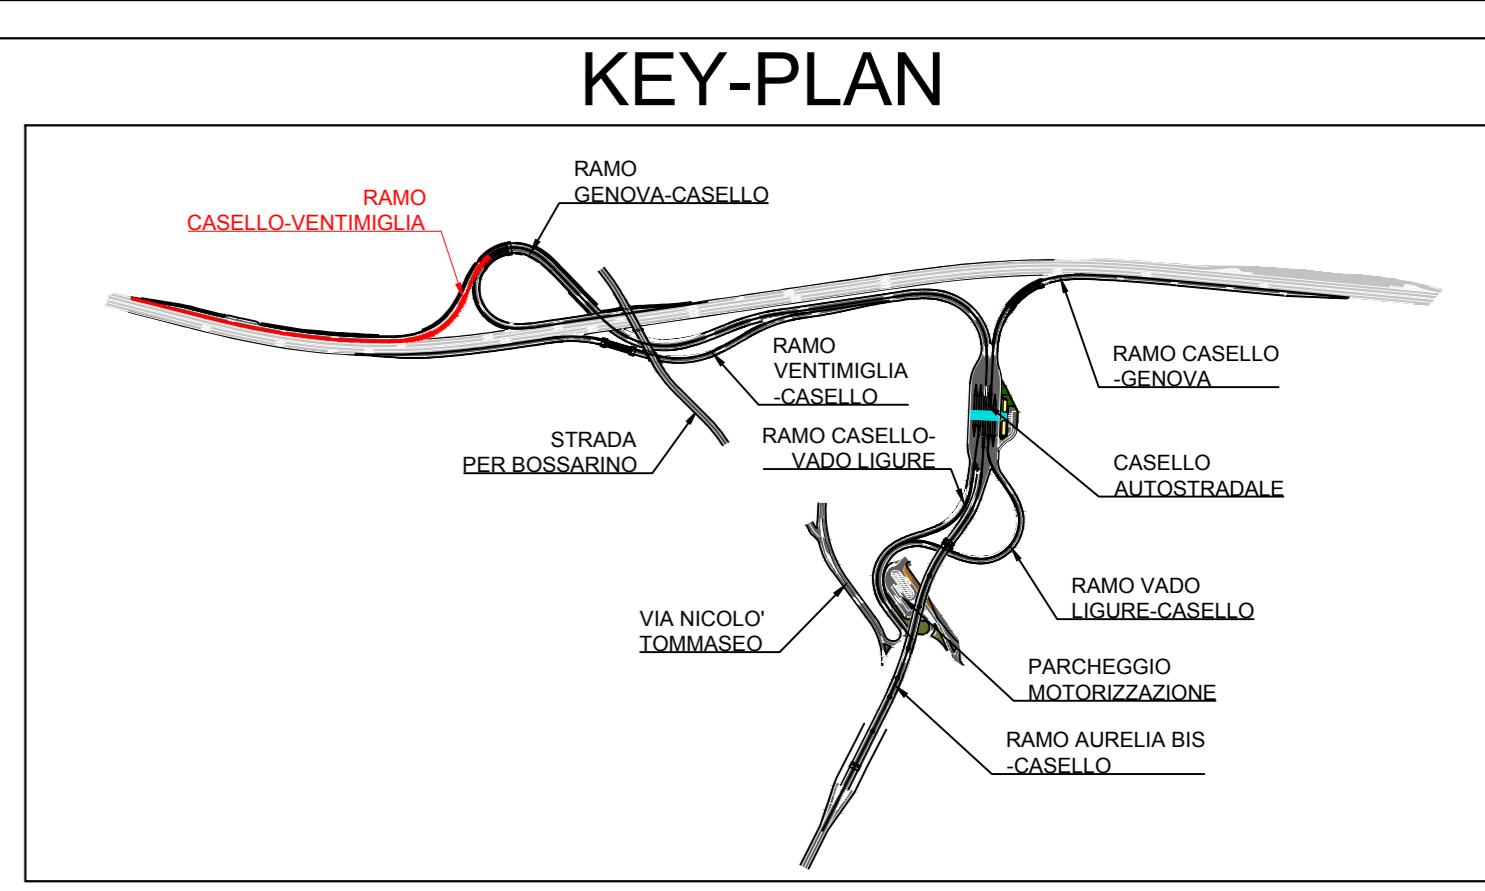 KEY-PLAN
RAMO
GENOVA-CASELLO
RAMO
CASELLO-VENTIMIGLIA
RAMO
VENTIMIGLIA
-CASELLO
RAMO CASELLO
-GENOVA
STRADA
PER BOSSARINO
RAMO CASELLO-
VADO LIGURE
CASELLO
AUTOSTRADALE
RAMO VADO
LIGURE-CASELLO
VIA NICOLO'
TOMMASEO
PARCHEGGIO
MOTORIZZAZIONE
RAMO AURELIA BIS
-CASELLO